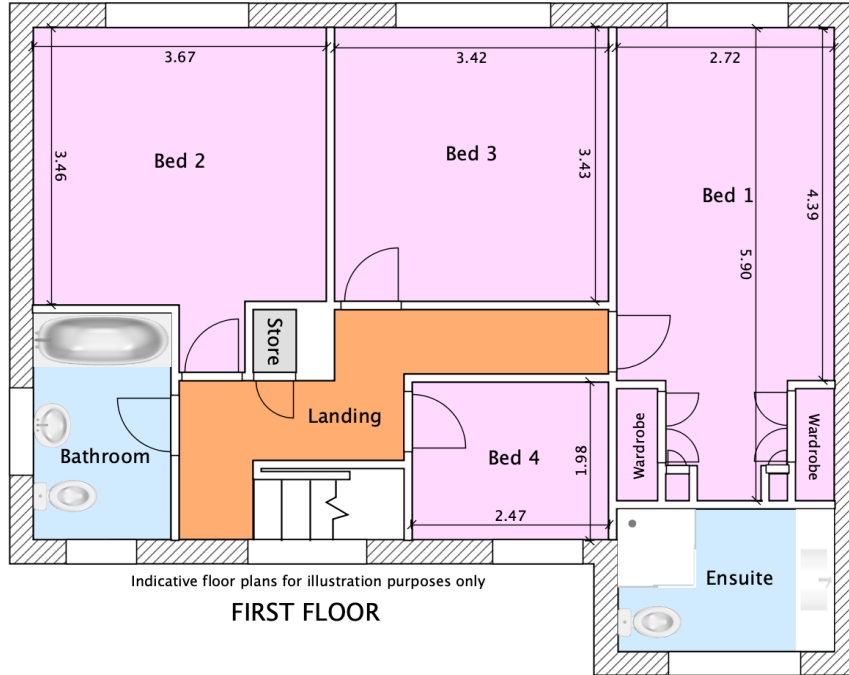 3.67
3.42
2.72
3.46
Bed 2
Bed 3
3.43
Bed 1
4.39
5.90
Store
Landing
Bathroom
Bed 4
1.98
2.47
Wardrobe
Wardrobe
Ensuite
Indicative floor plans for illustration purposes only
FIRST FLOOR